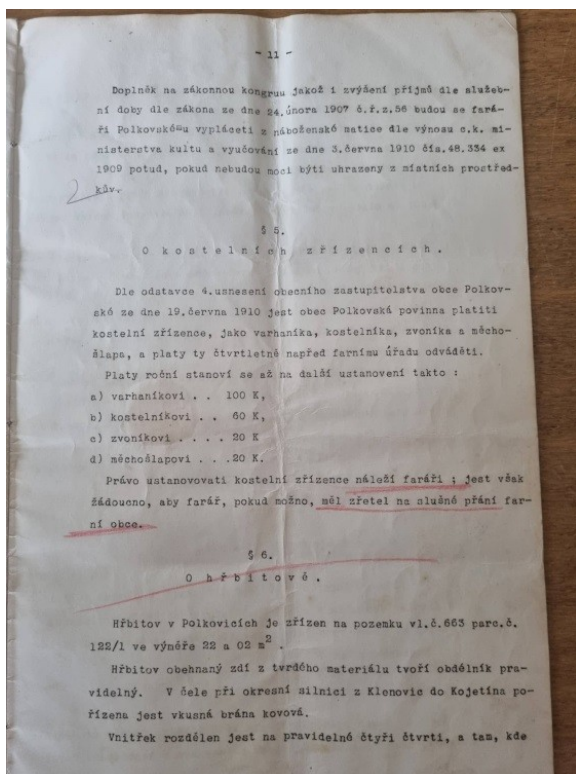 - 11 -
Doplněk na zákonnou kongruu jakož i zvýšení příjmů dle služeb-
ní doby dle zákona ze dne 24.února 1907 č.ř.z.56 budou se fará-
ři Polkovskému vypláceti z náboženské matice dle výnosu c.k. mi-
nisterstva kultu a vyučování ze dne 3.června 1910 čís.48.334 ex
1909 potud, pokud nebudou moci býti uhrazeny z místních prostřed-
kův.
§ 5.
O kostelních zřízencích.
Dle odstavce 4.usnesení obecního zastupitelstva obce Polkov-
ské ze dne 19.června 1910 jest obec Polkovská povinna platiti
kostelní zřízence, jako varhaníka, kostelníka, zvoníka a měcho-
šlapa, a platy ty čtvrtletně napřed farnímu úřadu odváděti.
Platy roční stanoví se až na další ustanovení takto :
a) varhaníkovi . . 100 K,
b) kostelníkovi . . 60 K,
c) zvoníkovi . . . . 20 K
d) měchošlapovi . . .20 K.
Právo ustanovovati kostelní zřízence náleží faráři ; jest však
žádoucno, aby farář, pokud možno, měl zřetel na slušné přání far-
ní obce.
§ 6.
O hřbitově.
Hřbitov v Polkovicích je zřízen na pozemku vl.č.663 parc.č.
122/1 ve výměře 22 a 02 m².
Hřbitov obehnaný zdí z tvrdého materiálu tvoří obdélník pra-
videlný. V čele při okresní silnici z Klenovic do Kojetína po-
řízena jest vkusná brána kovová.
Vnitřek rozdělen jest na pravidelné čtyři čtvrti, a tam, kde